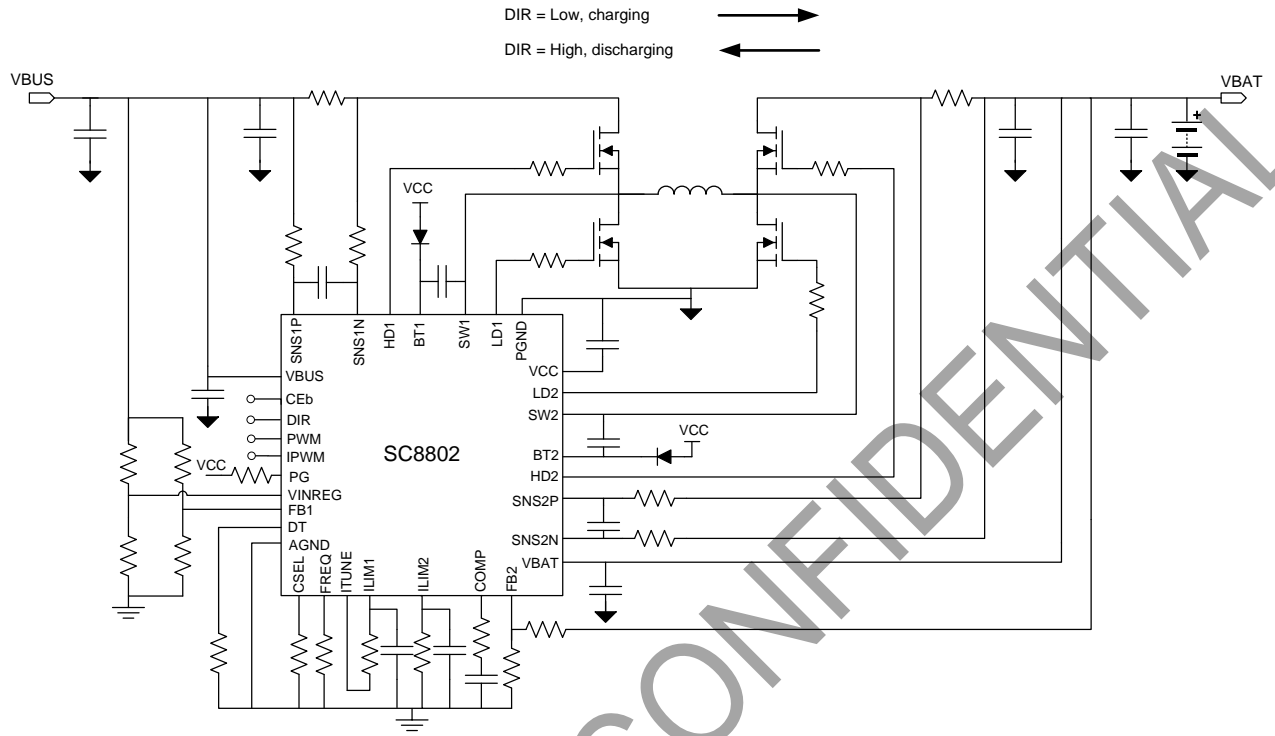 DIR = Low, charging
DIR = High, discharging
VBUS
VBAT
+
VCC
SNS1P
SNS1N
HD1
BT1
SW1
LD1
PGND
VBUS
CEb
DIR
PWM
IPWM
VCC
PG
VINREG
FB1
DT
AGND
SC8802
VCC
LD2
SW2
VCC
BT2
HD2
SNS2P
SNS2N
VBAT
CSEL
FREQ
ITUNE
ILIM1
ILIM2
COMP
FB2
CONFIDENTIAL